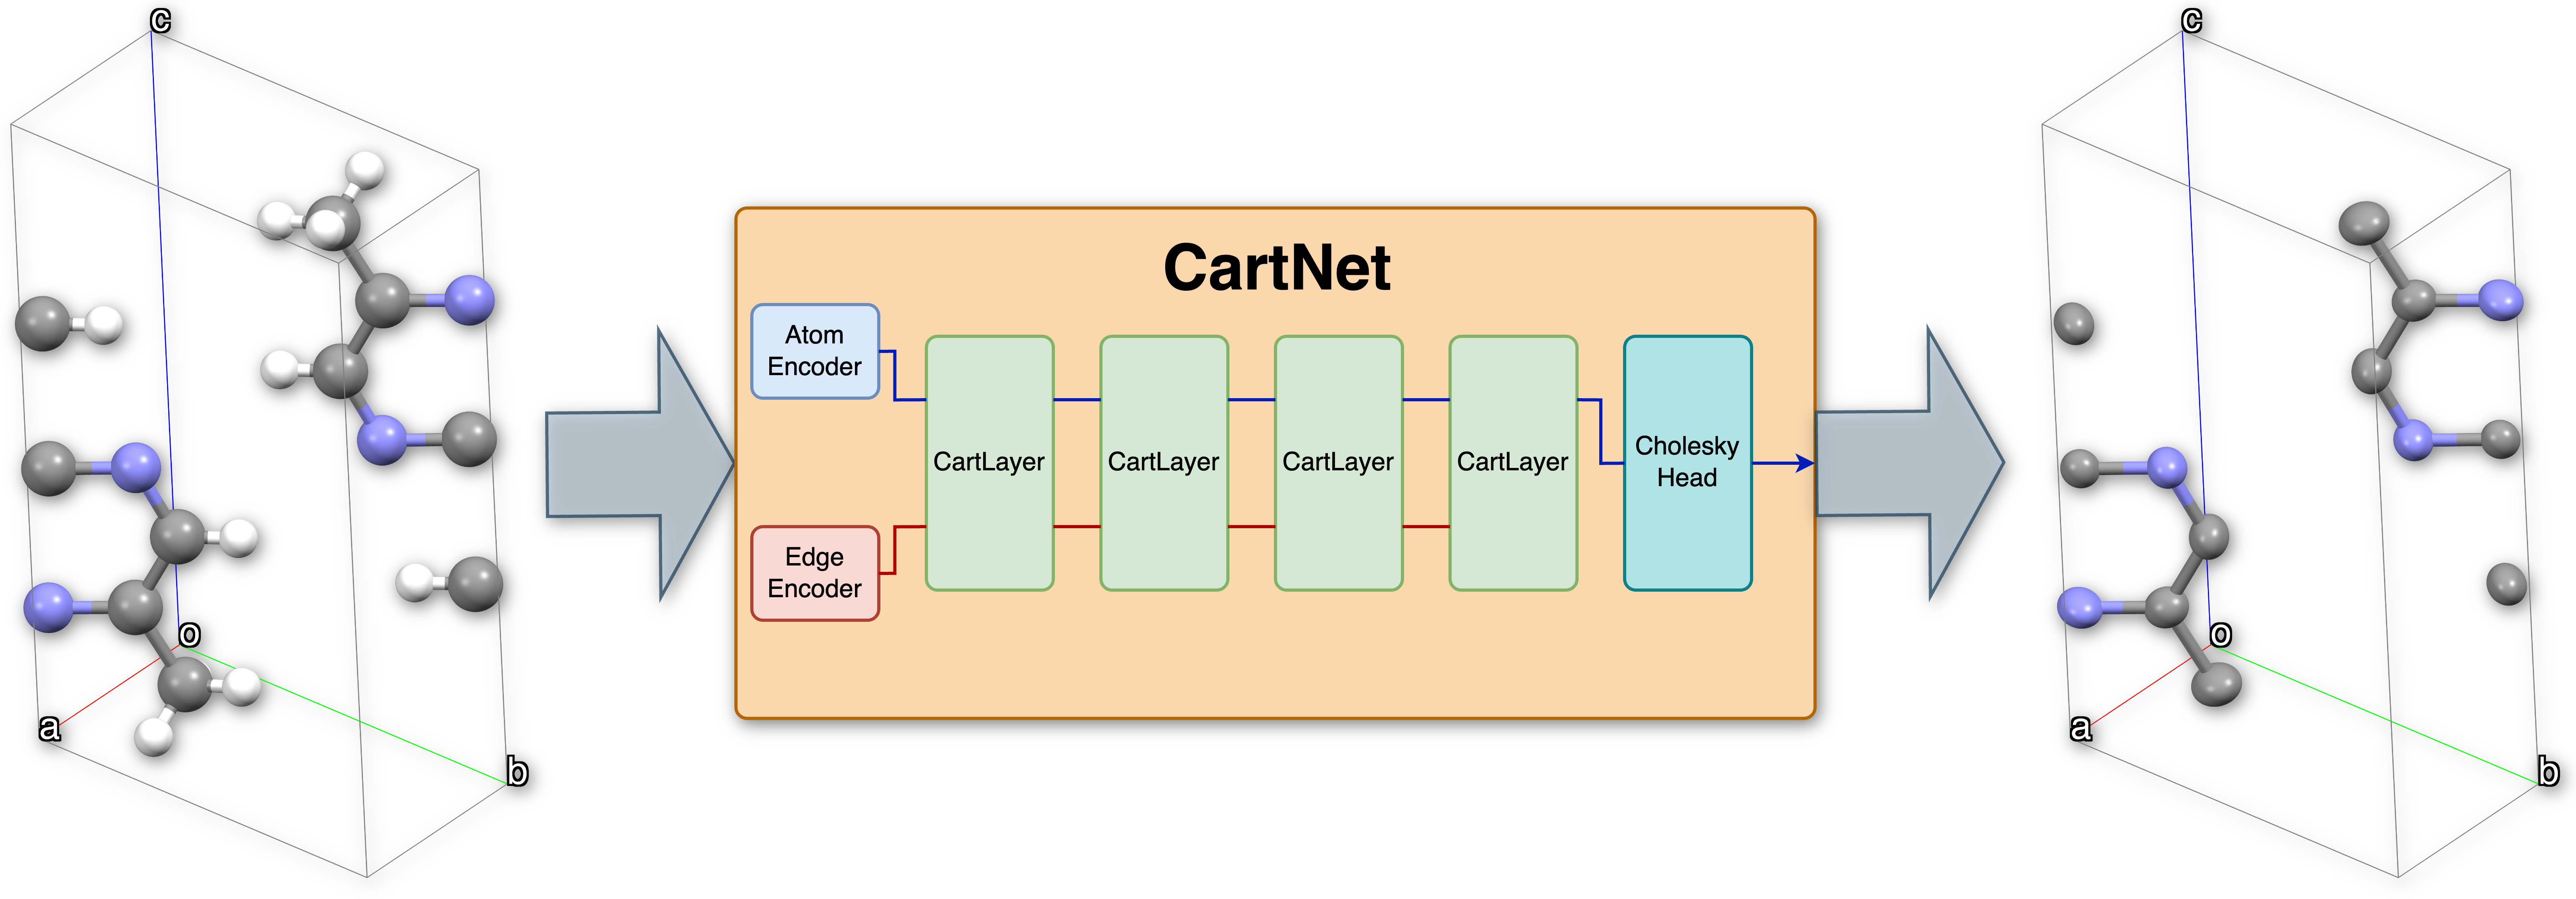 c
o
a
b
CartNet
Atom
Encoder
Edge
Encoder
CartLayer
CartLayer
CartLayer
CartLayer
Cholesky
Head
c
o
a
b